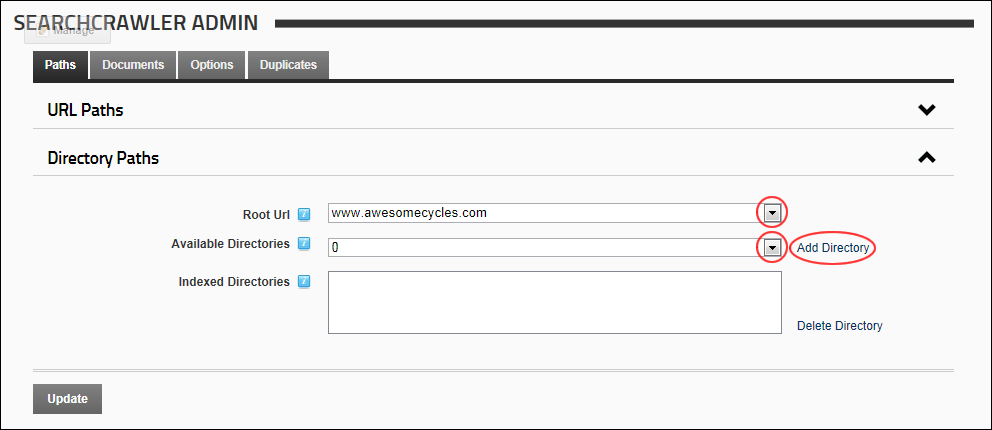 SEARCHCRAWLER ADMIN
Manage
Paths Documents Options Duplicates
URL Paths
Directory Paths
Root Url www.awesomecycles.com
Available Directories 0 Add Directory
Indexed Directories
Delete Directory
Update